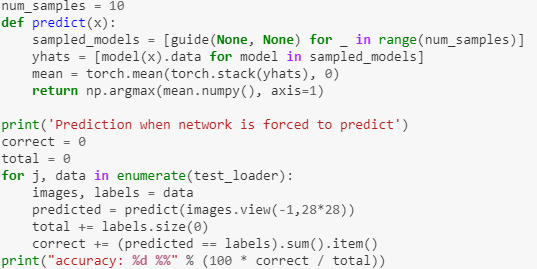 num_samples = 10
def predict(x):
    sampled_models = [guide(None, None) for _ in range(num_samples)]
    yhats = [model(x).data for model in sampled_models]
    mean = torch.mean(torch.stack(yhats), 0)
    return np.argmax(mean.numpy(), axis=1)

print('Prediction when network is forced to predict')
correct = 0
total = 0
for j, data in enumerate(test_loader):
    images, labels = data
    predicted = predict(images.view(-1,28*28))
    total += labels.size(0)
    correct += (predicted == labels).sum().item()
print("accuracy: %d %%" % (100 * correct / total))